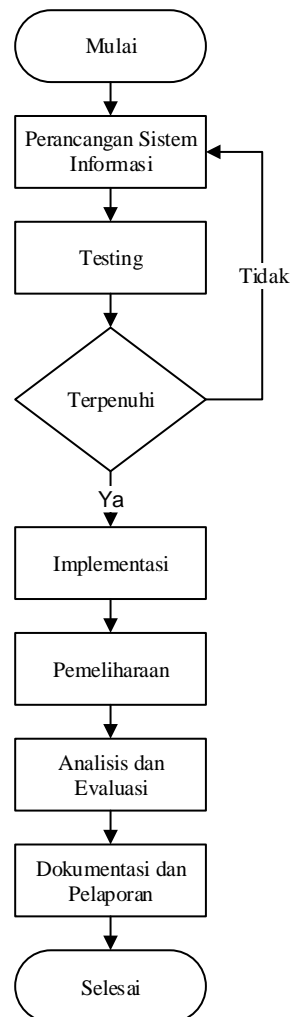 Mulai
Perancangan Sistem
Informasi
Testing
Tidak
Terpenuhi
Ya
Implementasi
Pemeliharaan
Analisis dan
Evaluasi
Dokumentasi dan
Pelaporan
Selesai